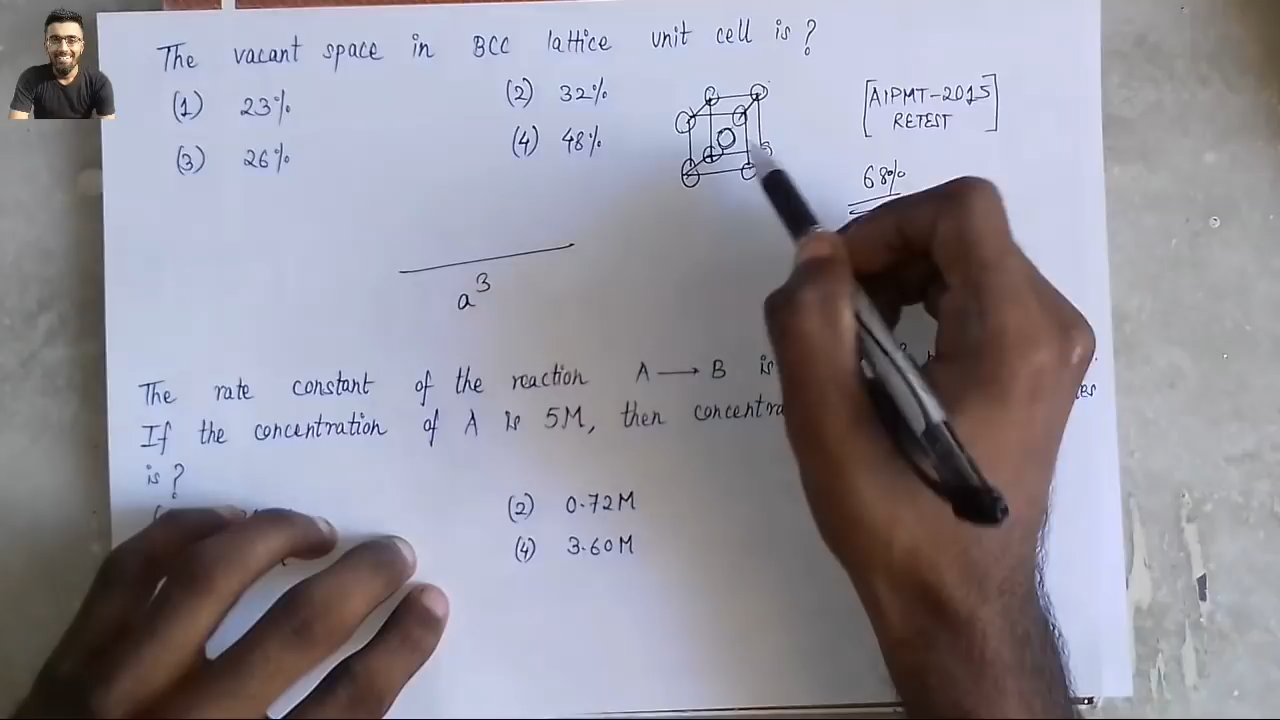 The vacant space in BCC lattice unit cell is ?
(1) 23% (2) 32%
(3) 26% (4) 48%
[AIPMT-2015
RETEST]
68%
a³
The rate constant of the reaction A → B is
If the concentration of A is 5M, then
is ?
(2) 0.72M
(4) 3.60M